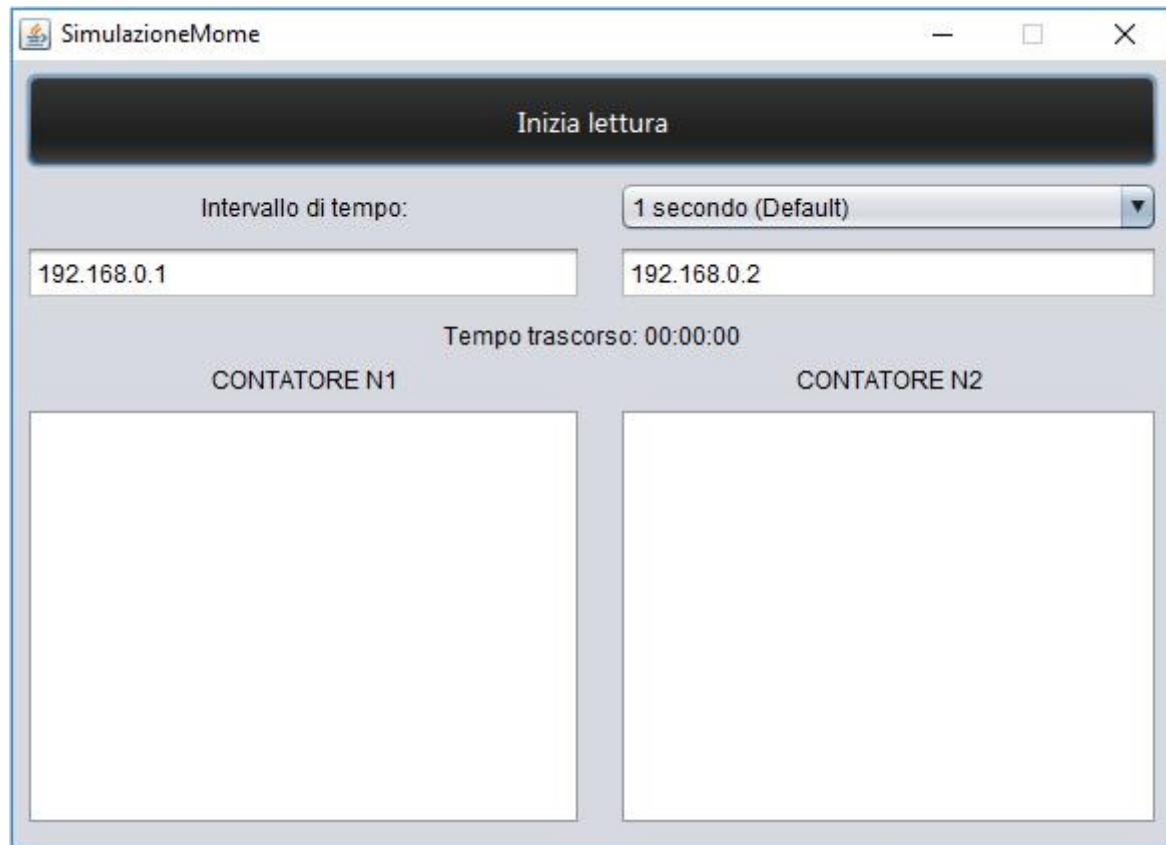 SimulazioneMome
Inizia lettura
Intervallo di tempo:
1 secondo (Default)
192.168.0.1
192.168.0.2
Tempo trascorso: 00:00:00
CONTATORE N1
CONTATORE N2